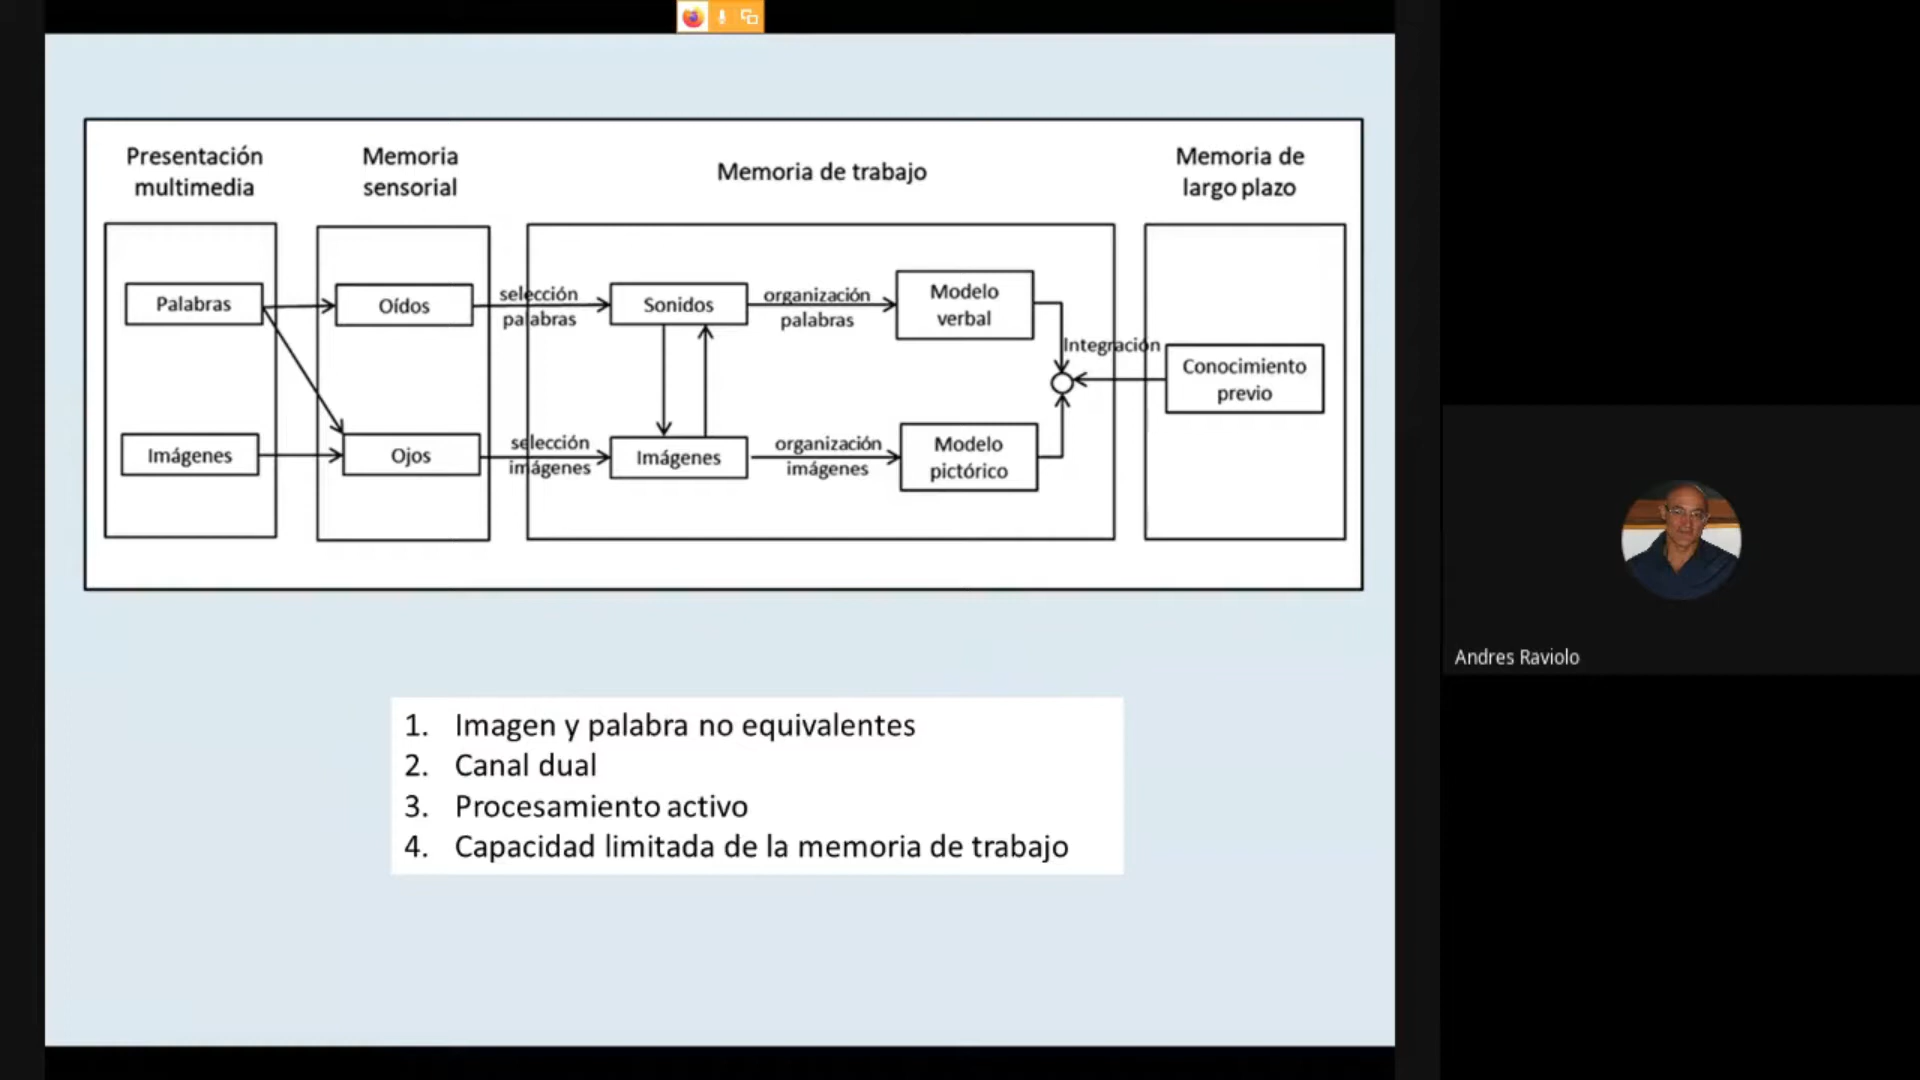 Presentación
multimedia
Memoria
sensorial
Memoria de trabajo
Memoria de
largo plazo
Palabras
Oídos
selección
palabras
Sonidos
organización
palabras
Modelo
verbal
Integración
Conocimiento
previo
Imágenes
Ojos
selección
imágenes
Imágenes
organización
imágenes
Modelo
pictórico
1. Imagen y palabra no equivalentes
2. Canal dual
3. Procesamiento activo
4. Capacidad limitada de la memoria de trabajo
Andres Raviolo